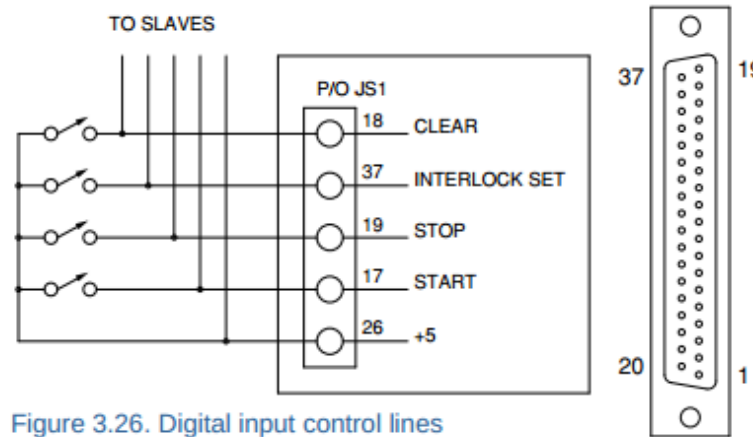 TO SLAVES
P/O JS1
18 CLEAR
37 INTERLOCK SET
19 STOP
17 START
26 +5
37
19
20
1
Figure 3.26. Digital input control lines